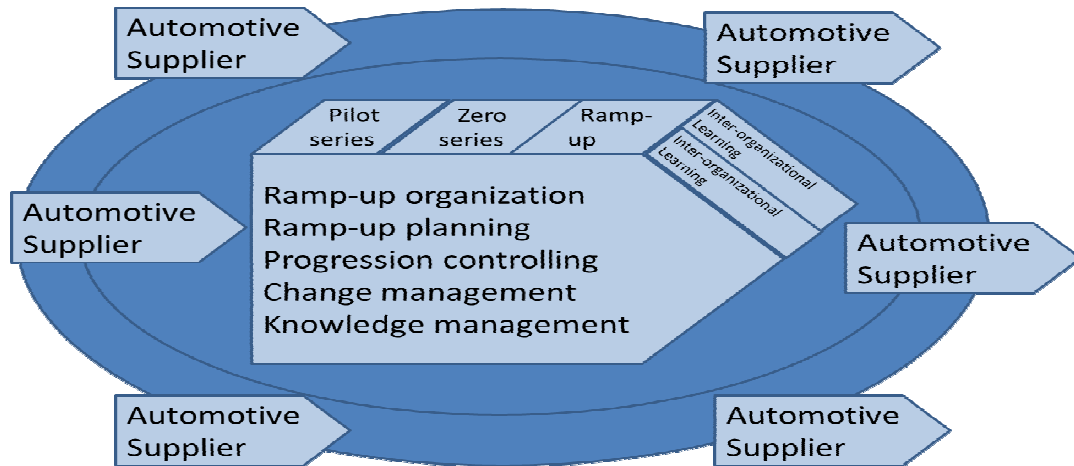 Automotive
Supplier
Automotive
Supplier
Pilot
series
Zero
series
Ramp-
up
Inter-organizational
Learning
Inter-organizational
Learning
Automotive
Supplier
Ramp-up organization
Ramp-up planning
Progression controlling
Change management
Knowledge management
Automotive
Supplier
Automotive
Supplier
Automotive
Supplier